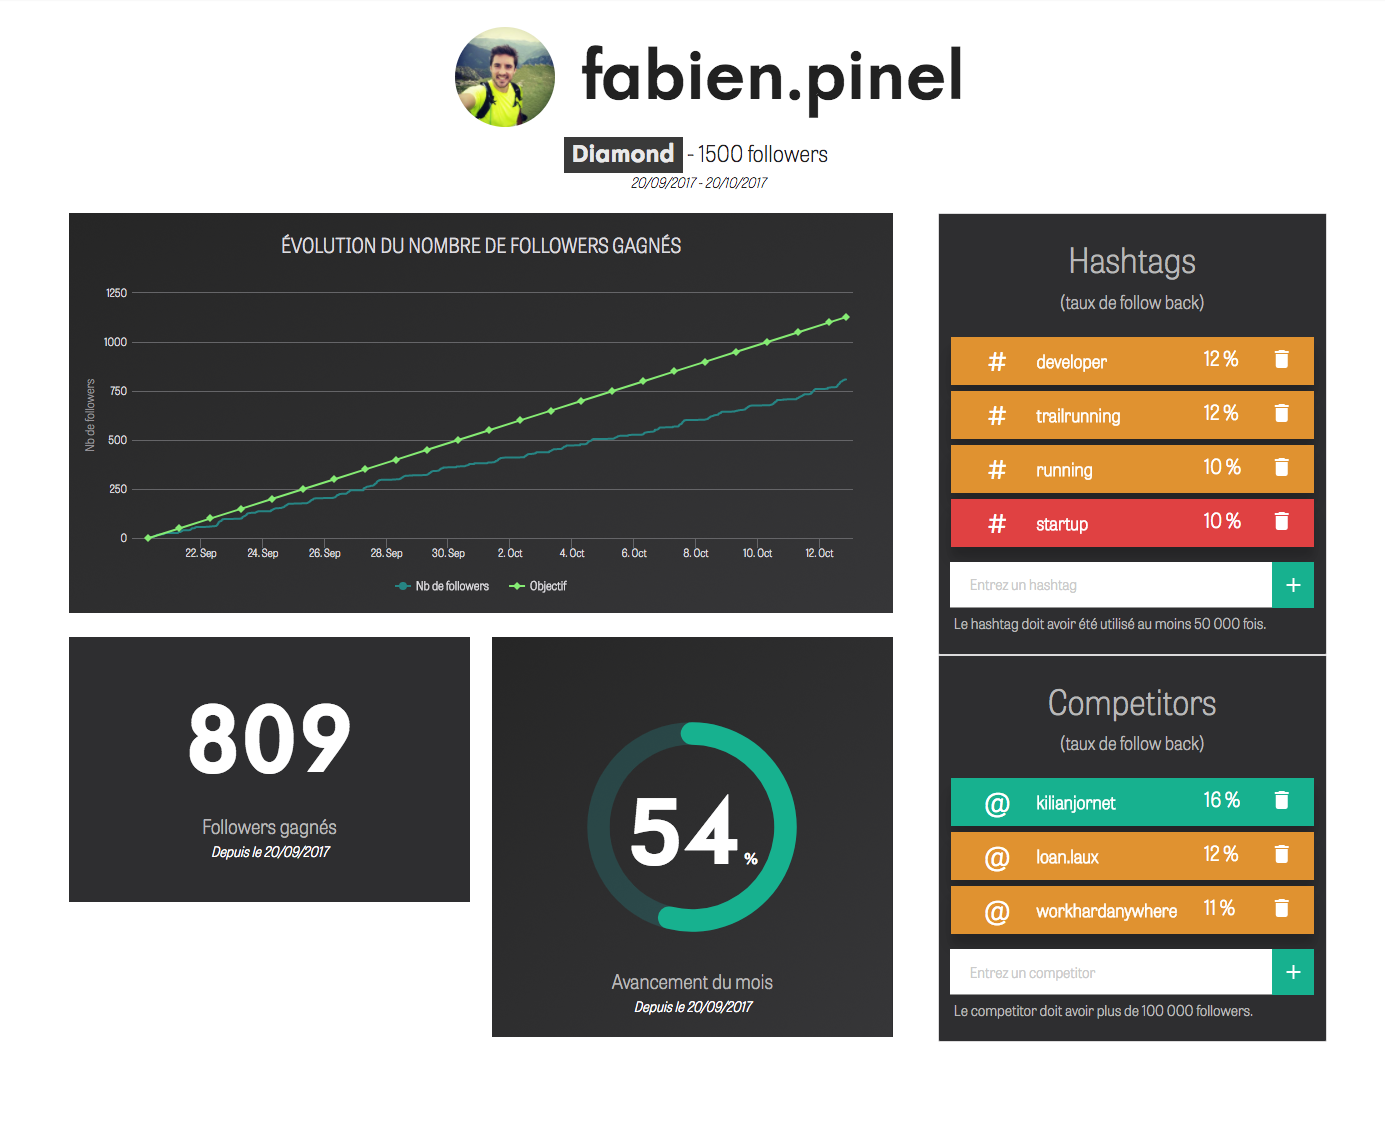 fabien.pinel
Diamond - 1500 followers
20/09/2017 - 20/10/2017
ÉVOLUTION DU NOMBRE DE FOLLOWERS GAGNÉS
Nb de followers
1250
1000
750
500
250
0
22. Sep 24. Sep 26. Sep 28. Sep 30. Sep 2. Oct 4. Oct 6. Oct 8. Oct 10. Oct 12. Oct
Nb de followers Objectif
809
Followers gagnés
Depuis le 20/09/2017
54 %
Avancement du mois
Depuis le 20/09/2017
Hashtags
(taux de follow back)
# developer 12 %
# trailrunning 12 %
# running 10 %
# startup 10 %
Entrez un hashtag +
Le hashtag doit avoir été utilisé au moins 50 000 fois.
Competitors
(taux de follow back)
@ kilianjornet 16 %
@ loan.laux 12 %
@ workhardanywhere 11 %
Entrez un competitor +
Le competitor doit avoir plus de 100 000 followers.